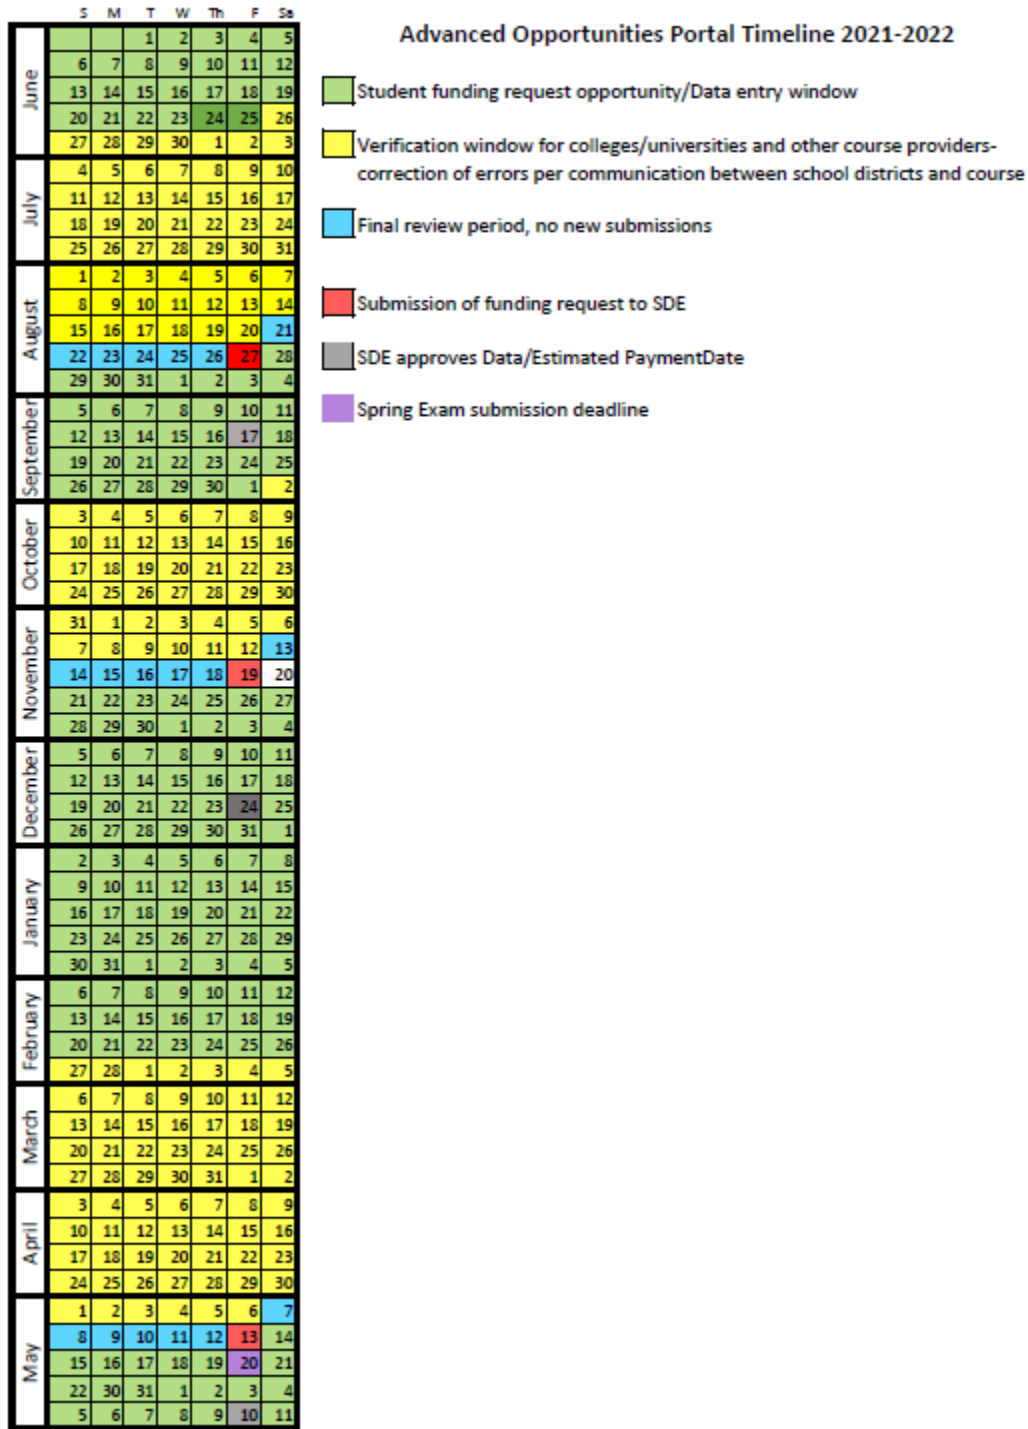 S M T W Th F Sa
Advanced Opportunities Portal Timeline 2021-2022
June
1 2 3 4 5
6 7 8 9 10 11 12
13 14 15 16 17 18 19
20 21 22 23 24 25 26
27 28 29 30 1 2 3
July
4 5 6 7 8 9 10
11 12 13 14 15 16 17
18 19 20 21 22 23 24
25 26 27 28 29 30 31
August
1 2 3 4 5 6 7
8 9 10 11 12 13 14
15 16 17 18 19 20 21
22 23 24 25 26 27 28
29 30 31 1 2 3 4
September
5 6 7 8 9 10 11
12 13 14 15 16 17 18
19 20 21 22 23 24 25
26 27 28 29 30 1 2
October
3 4 5 6 7 8 9
10 11 12 13 14 15 16
17 18 19 20 21 22 23
24 25 26 27 28 29 30
November
31 1 2 3 4 5 6
7 8 9 10 11 12 13
14 15 16 17 18 19 20
21 22 23 24 25 26 27
28 29 30 1 2 3 4
December
5 6 7 8 9 10 11
12 13 14 15 16 17 18
19 20 21 22 23 24 25
26 27 28 29 30 31 1
January
2 3 4 5 6 7 8
9 10 11 12 13 14 15
16 17 18 19 20 21 22
23 24 25 26 27 28 29
30 31 1 2 3 4 5
February
6 7 8 9 10 11 12
13 14 15 16 17 18 19
20 21 22 23 24 25 26
27 28 1 2 3 4 5
March
6 7 8 9 10 11 12
13 14 15 16 17 18 19
20 21 22 23 24 25 26
27 28 29 30 31 1 2
April
3 4 5 6 7 8 9
10 11 12 13 14 15 16
17 18 19 20 21 22 23
24 25 26 27 28 29 30
May
1 2 3 4 5 6 7
8 9 10 11 12 13 14
15 16 17 18 19 20 21
22 30 31 1 2 3 4
5 6 7 8 9 10 11
Student funding request opportunity/Data entry window
Verification window for colleges/universities and other course providers-
correction of errors per communication between school districts and course
Final review period, no new submissions
Submission of funding request to SDE
SDE approves Data/Estimated PaymentDate
Spring Exam submission deadline